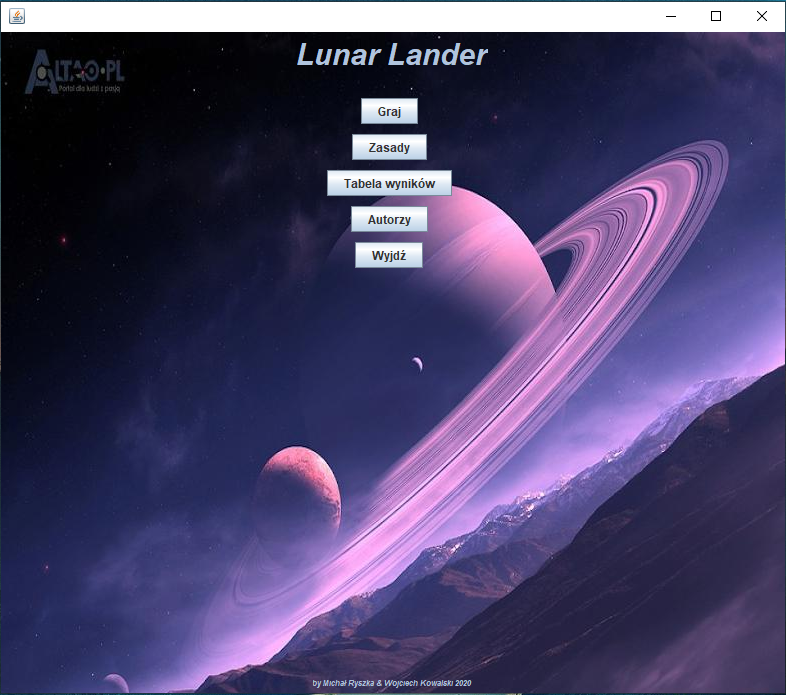 ALTAO.PL
Portal dla ludzi z pasją
Lunar Lander
Graj
Zasady
Tabela wyników
Autorzy
Wyjdź
by Michał Ryszka & Wojciech Kowalski 2020